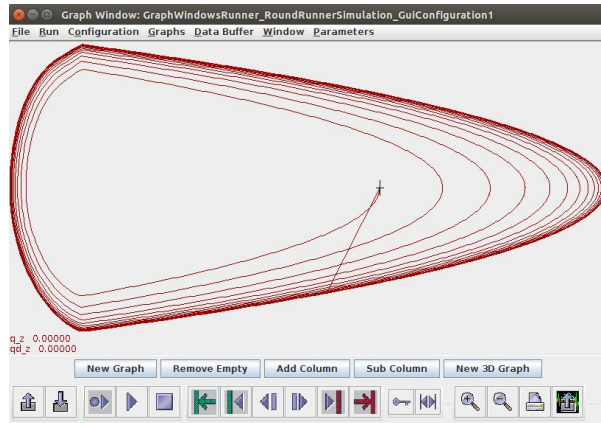 Graph Window: GraphWindowsRunner_RoundRunnerSimulation_GuiConfiguration1
File Run Configuration Graphs Data Buffer Window Parameters
q_z 0.00000
qd_z 0.00000
New Graph Remove Empty Add Column Sub Column New 3D Graph